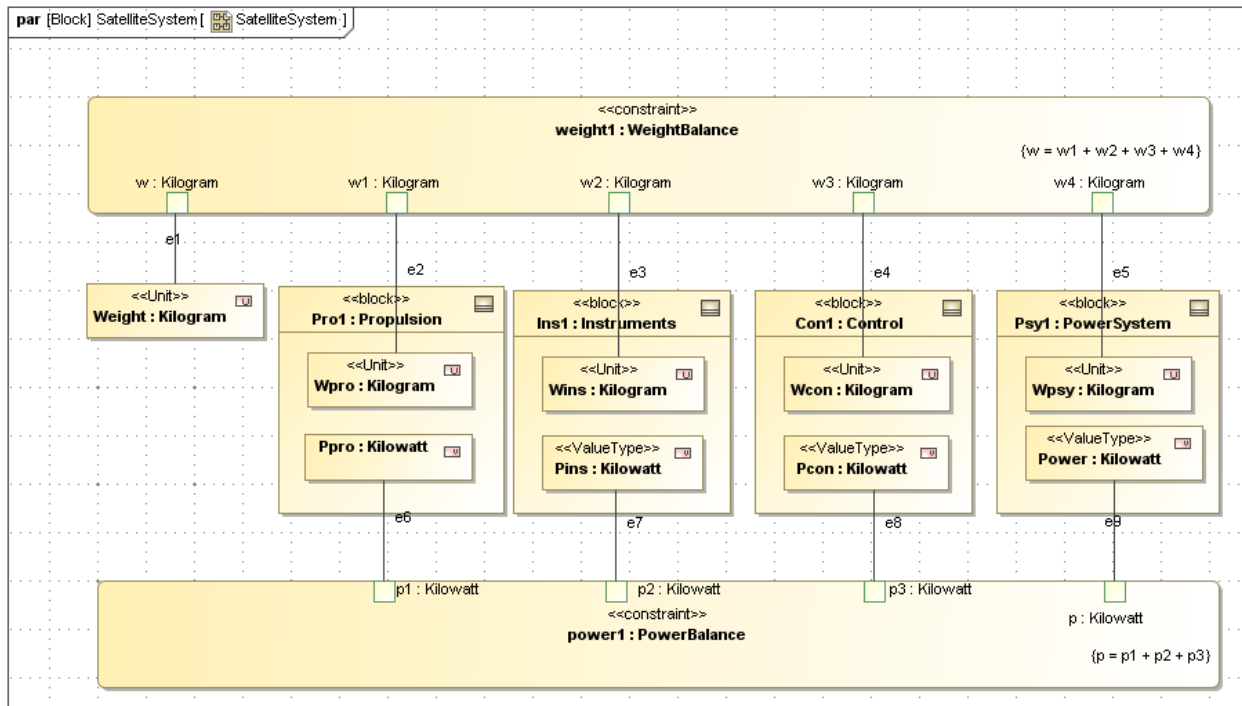 par [Block] SatelliteSystem [ SatelliteSystem ]
<<constraint>>
weight1 : WeightBalance
{w = w1 + w2 + w3 + w4}
w : Kilogram
w1 : Kilogram
w2 : Kilogram
w3 : Kilogram
w4 : Kilogram
e1
e2
e3
e4
e5
<<Unit>>
Weight : Kilogram
<<block>>
Pro1 : Propulsion
<<Unit>>
Wpro : Kilogram
Ppro : Kilowatt
<<block>>
Ins1 : Instruments
<<Unit>>
Wins : Kilogram
<<ValueType>>
Pins : Kilowatt
<<block>>
Con1 : Control
<<Unit>>
Wcon : Kilogram
<<ValueType>>
Pcon : Kilowatt
<<block>>
Psy1 : PowerSystem
<<Unit>>
Wpsy : Kilogram
<<ValueType>>
Power : Kilowatt
e6
e7
e8
e9
p1 : Kilowatt
p2 : Kilowatt
p3 : Kilowatt
p : Kilowatt
<<constraint>>
power1 : PowerBalance
{p = p1 + p2 + p3}